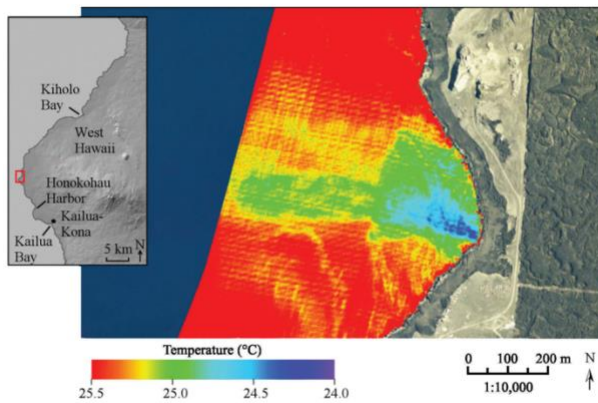 Kiholo
Bay
West
Hawaii
Honokohau
Harbor
Kailua-
Kona
Kailua
Bay
5 km
N
Temperature (°C)
25.5 25.0 24.5 24.0
0 100 200 m
1:10,000
N